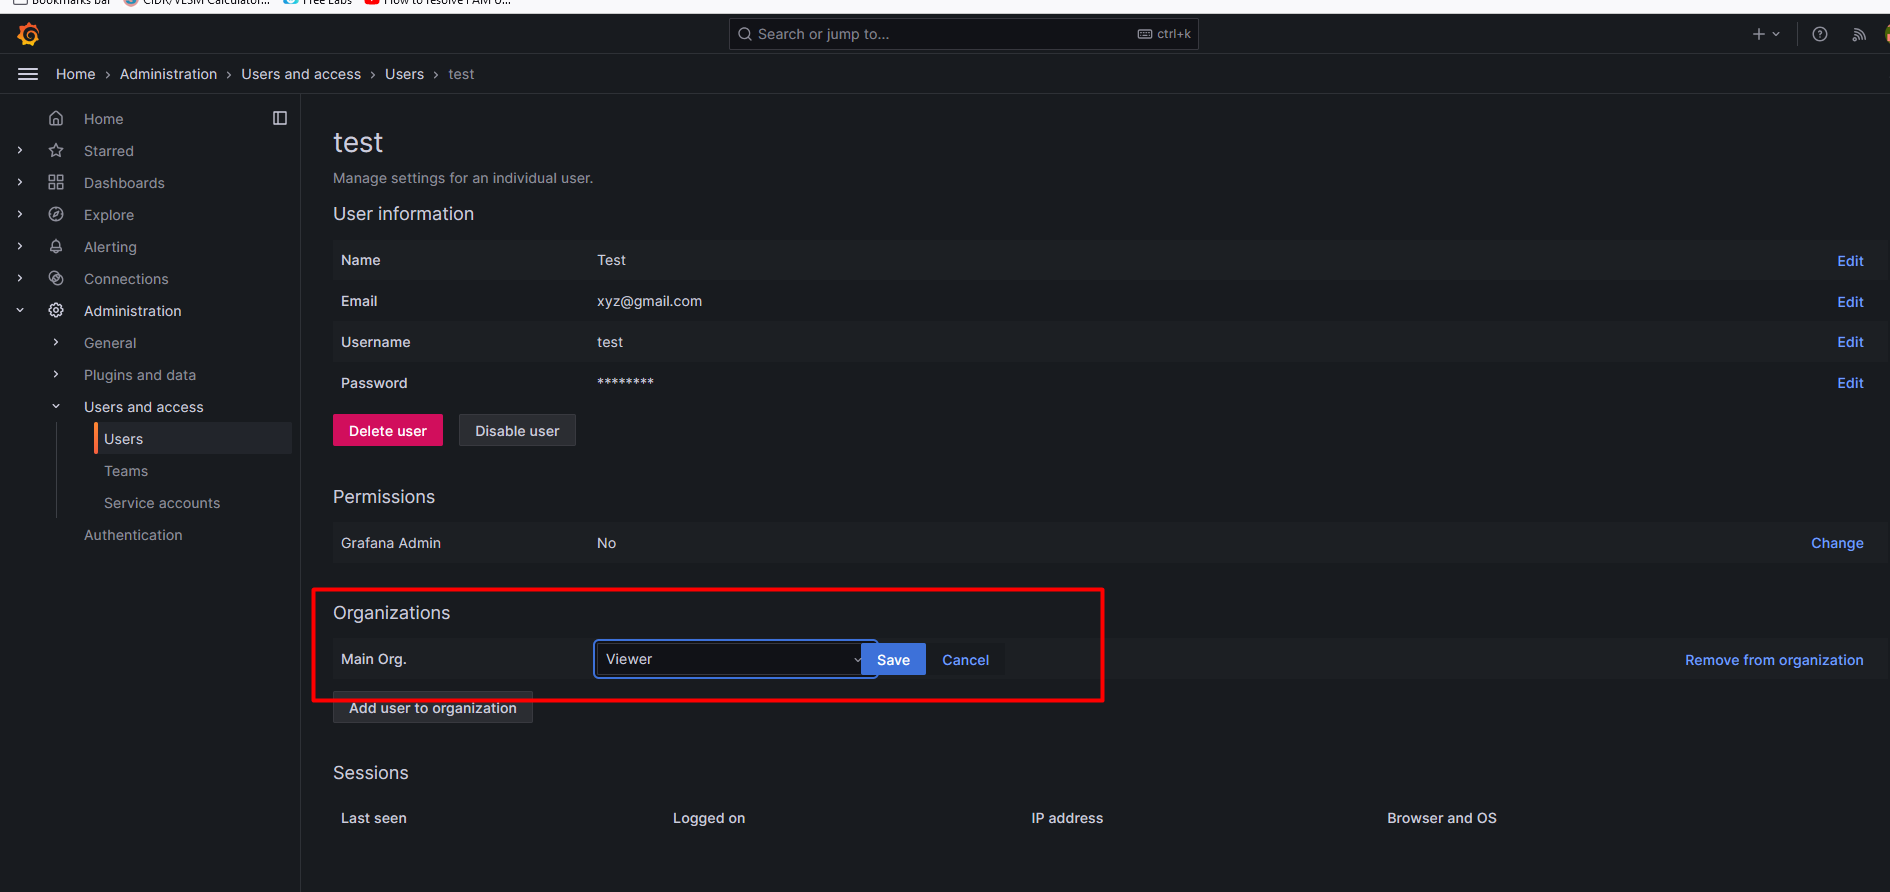 Bookmarks bar
CIDR/VLSM Calculator...
Free Labs
Search or jump to...
ctrl+k
Home › Administration › Users and access › Users › test
Home
Starred
Dashboards
Explore
Alerting
Connections
Administration
General
Plugins and data
Users and access
Users
Teams
Service accounts
Authentication
test
Manage settings for an individual user.
User information
Name Test Edit
Email xyz@gmail.com Edit
Username test Edit
Password ******** Edit
Delete user Disable user
Permissions
Grafana Admin No Change
Organizations
Main Org. Viewer Save Cancel Remove from organization
Add user to organization
Sessions
Last seen Logged on IP address Browser and OS